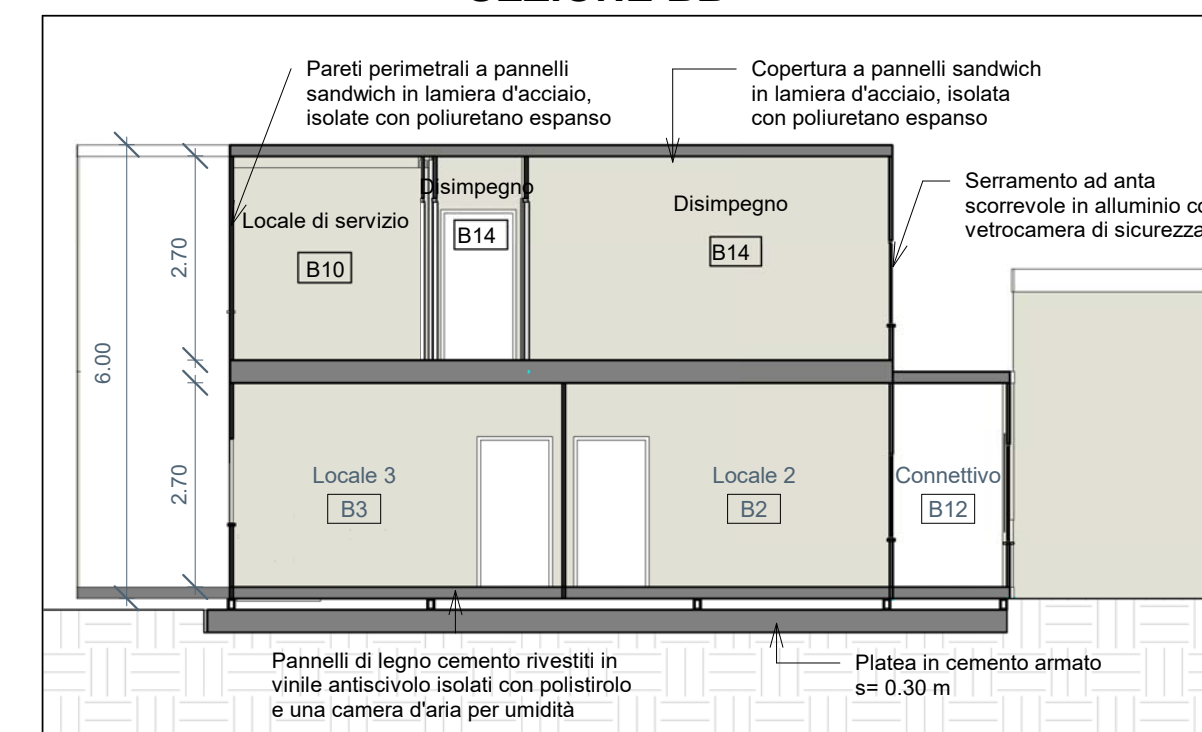 Pareti perimetrali a pannelli
sandwich in lamiera d'acciaio,
isolate con poliuretano espanso
Copertura a pannelli sandwich
in lamiera d'acciaio, isolata
con poliuretano espanso
Serramento ad anta
scorrevole in alluminio
vetrocamera di sicurezza
Disimpegno
Locale di servizio
B14
B10
Disimpegno
B14
2.70
6.00
2.70
Locale 3
B3
Locale 2
B2
Connettivo
B12
Pannelli di legno cemento rivestiti in
vinile antiscivolo isolati con polistirolo
e una camera d'aria per umidità
Platea in cemento armato
s= 0.30 m